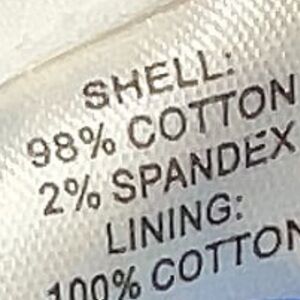 SHELL:
98% COTTON
2% SPANDEX
LINING:
100% COTTON